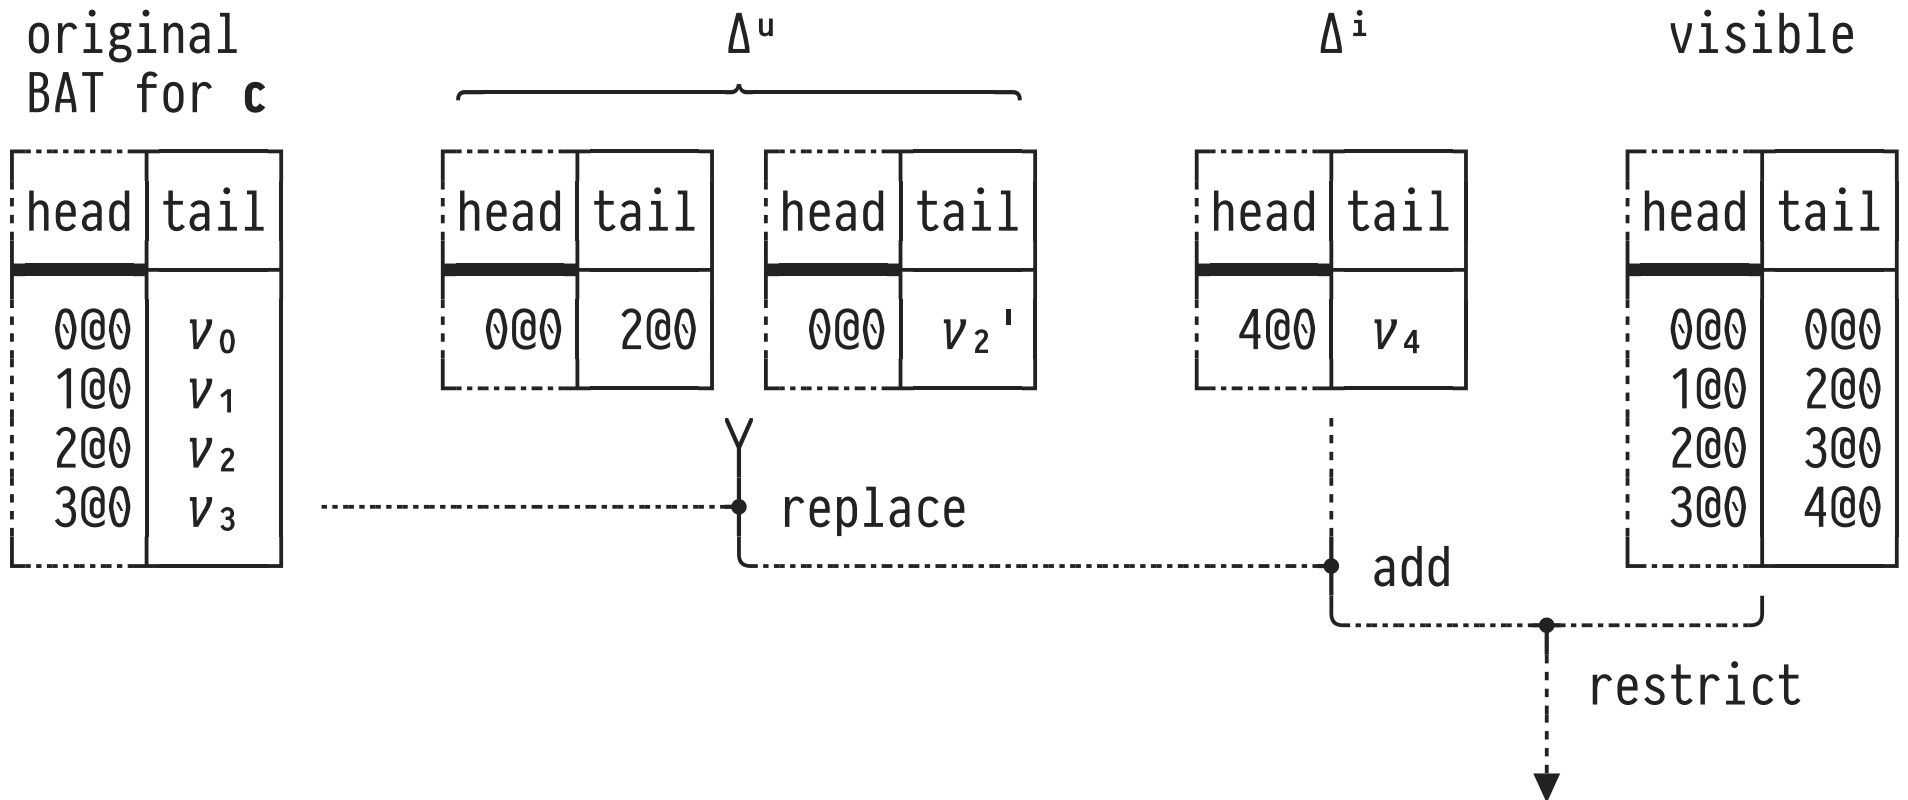 original Δᵘ Δⁱ visible
BAT for c
head tail head tail head tail head tail head tail
0@0 v₀ 0@0 2@0 0@0 v₂' 4@0 v₄ 0@0 0@0
1@0 v₁ 1@0 2@0
2@0 v₂ 2@0 3@0
3@0 v₃ replace 3@0 4@0
add
restrict